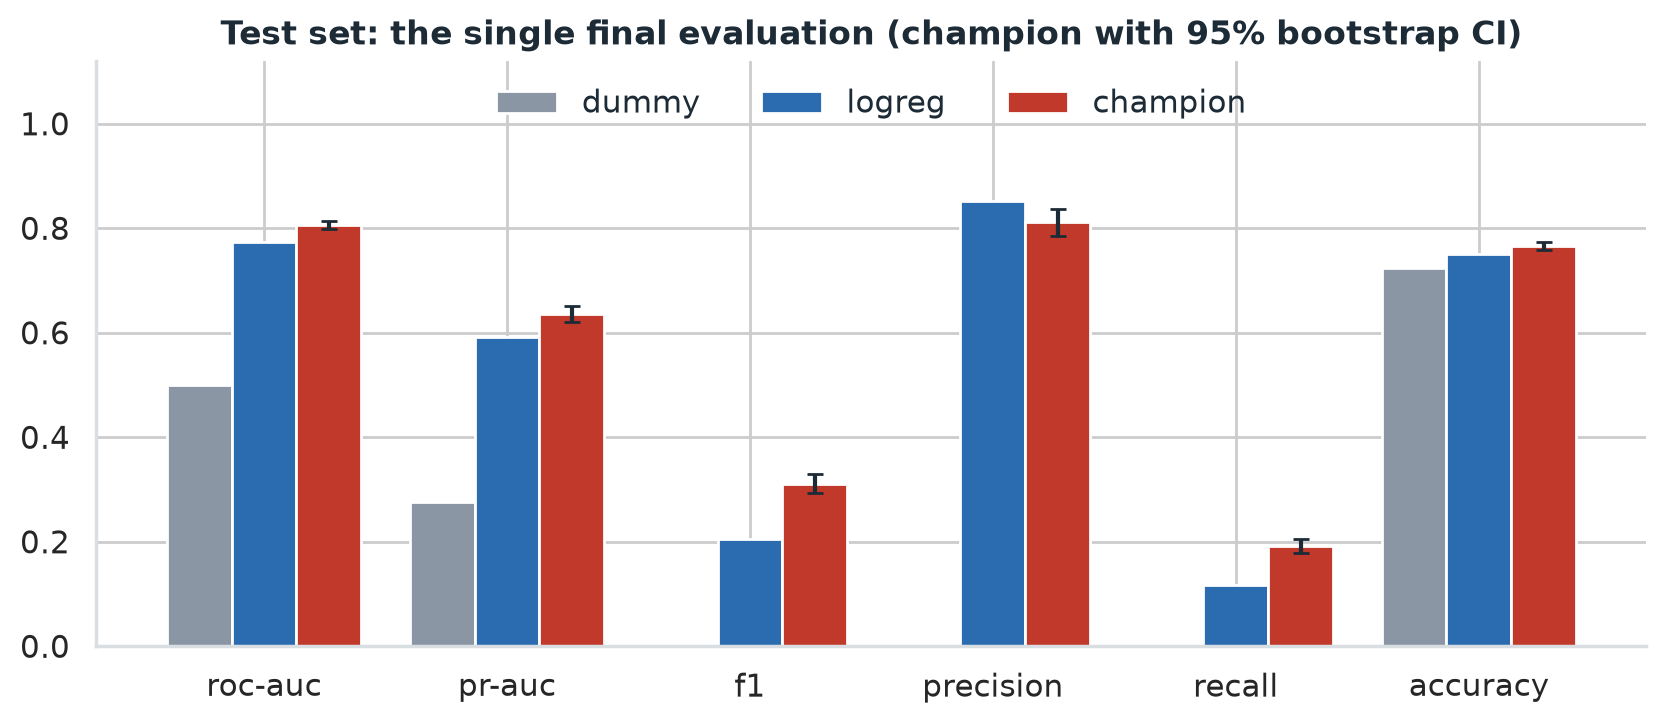 Test set: the single final evaluation (champion with 95% bootstrap CI)
dummy logreg champion
1.0
0.8
0.6
0.4
0.2
0.0
roc-auc pr-auc f1 precision recall accuracy